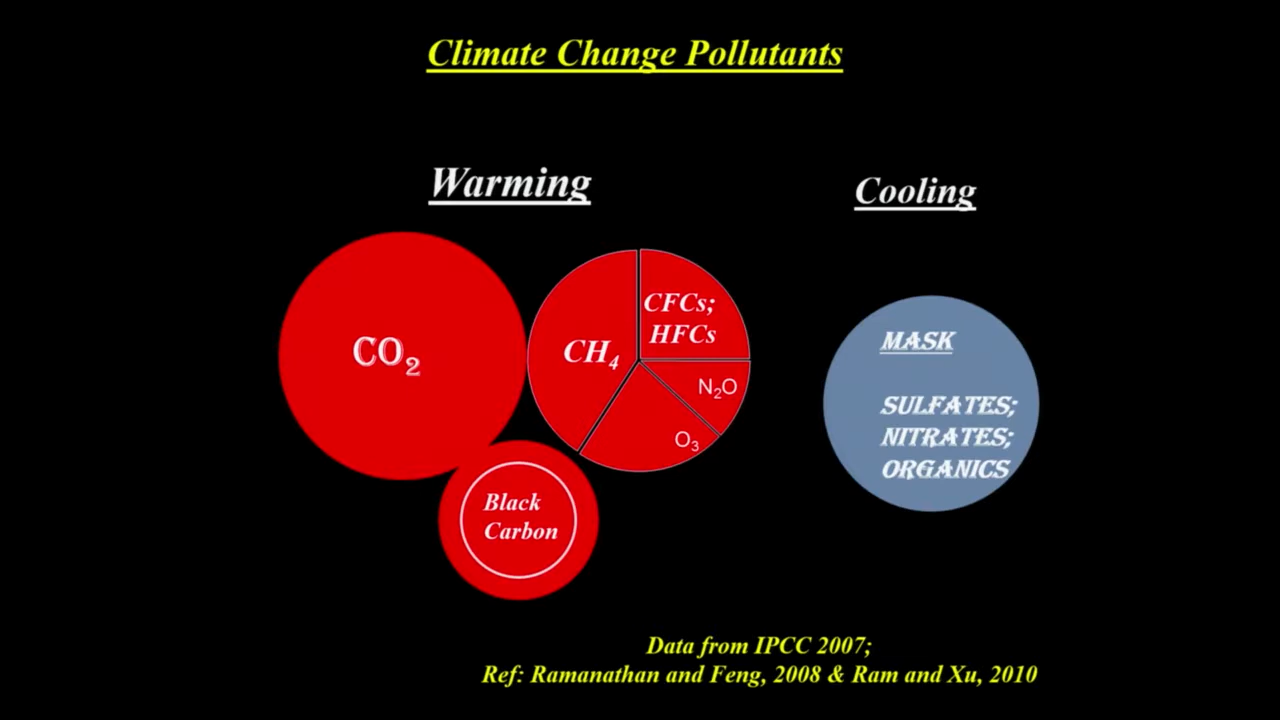 Climate Change Pollutants
Warming
Cooling
CO₂
CH₄
CFCs;
HFCs
N₂O
O₃
Black
Carbon
MASK
SULFATES;
NITRATES;
ORGANICS
Data from IPCC 2007;
Ref: Ramanathan and Feng, 2008 & Ram and Xu, 2010